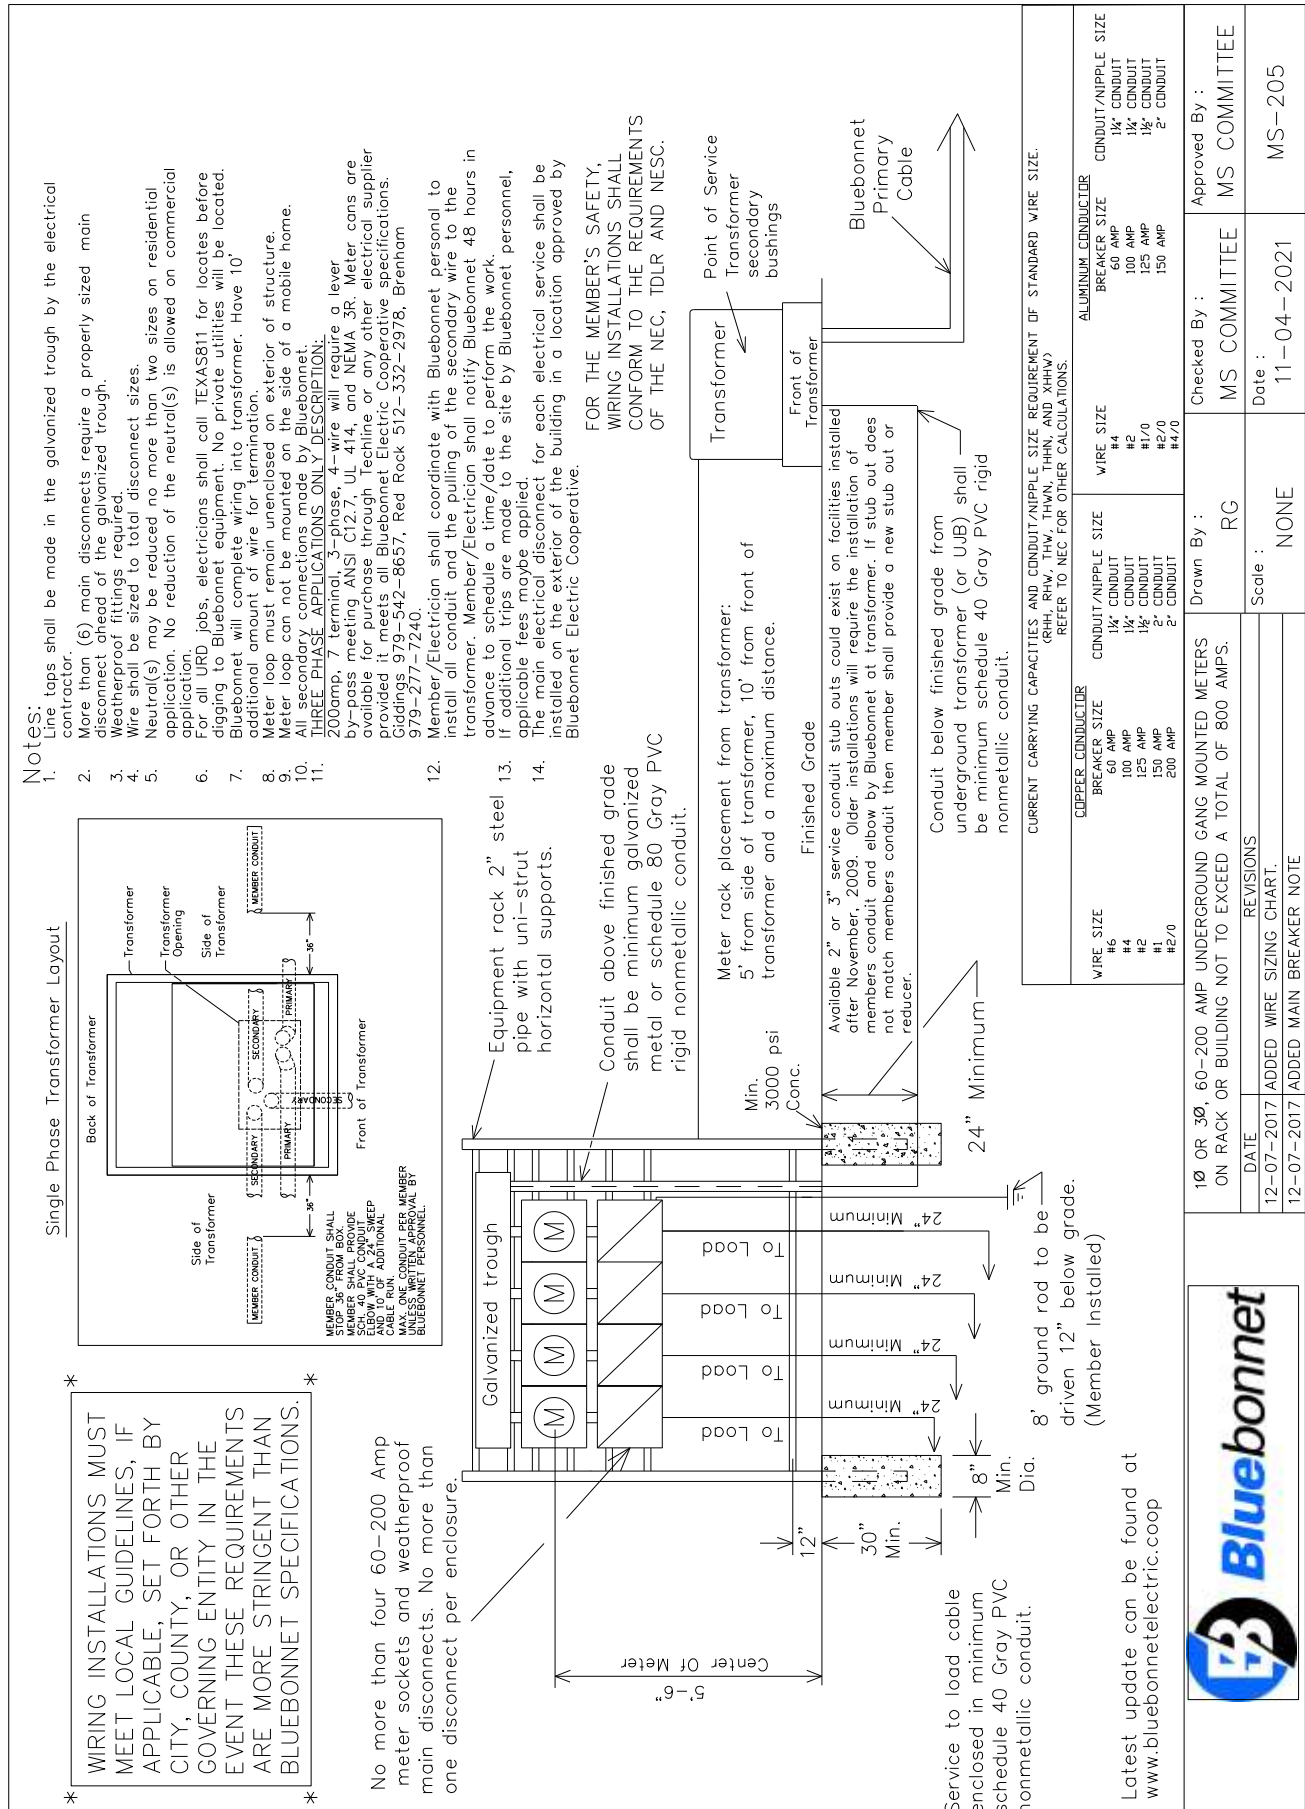 WIRING INSTALLATIONS MUST
MEET LOCAL GUIDELINES, IF
APPLICABLE, SET FORTH BY
CITY, COUNTY, OR OTHER
GOVERNING ENTITY IN THE
EVENT THESE REQUIREMENTS
ARE MORE STRINGENT THAN
BLUEBONNET SPECIFICATIONS.
*
*
*
*
Single Phase Transformer Layout
Back of Transformer
Transformer
Transformer
Opening
Side of
Transformer
Side of
Transformer
MEMBER CONDUIT
MEMBER CONDUIT
36"
36"
SECONDARY
SECONDARY
SECONDARY
PRIMARY
PRIMARY
Front of Transformer
MEMBER CONDUIT SHALL
STOP 36" FROM BOX.
MEMBER SHALL PROVIDE
SCH. 40 PVC CONDUIT
ELBOW WITH A 24" SWEEP
AND 10' OF ADDITIONAL
CABLE RUN.
MAX. ONE CONDUIT PER MEMBER
UNLESS WRITTEN APPROVAL BY
BLUEBONNET PERSONNEL.
Notes:
1. Line taps shall be made in the galvanized trough by the electrical
contractor.
2. More than (6) main disconnects require a properly sized main
disconnect ahead of the galvanized trough.
3. Weatherproof fittings required.
4. Wire shall be sized to total disconnect sizes.
5. Neutral(s) may be reduced no more than two sizes on residential
application. No reduction of the neutral(s) is allowed on commercial
application.
6. For all URD jobs, electricians shall call TEXAS811 for locates before
digging to Bluebonnet equipment. No private utilities will be located.
7. Bluebonnet will complete wiring into transformer. Have 10'
additional amount of wire for termination.
8. Meter loop must remain unenclosed on exterior of structure.
9. Meter loop can not be mounted on the side of a mobile home.
10. All secondary connections made by Bluebonnet.
11. THREE PHASE APPLICATIONS ONLY DESCRIPTION:
200amp, 7 terminal, 3-phase, 4-wire will require a lever
by-pass meeting ANSI C12.7, UL 414, and NEMA 3R. Meter cans are
available for purchase through Techline or any other electrical supplier
provided it meets all Bluebonnet Electric Cooperative specifications.
Giddings 979-542-8657, Red Rock 512-332-2978, Brenham
979-277-7240.
12. Member/Electrician shall coordinate with Bluebonnet personal to
install all conduit and the pulling of the secondary wire to the
transformer. Member/Electrician shall notify Bluebonnet 48 hours in
advance to schedule a time/date to perform the work.
13. If additional trips are made to the site by Bluebonnet personnel,
applicable fees maybe applied.
14. The main electrical disconnect for each electrical service shall be
installed on the exterior of the building in a location approved by
Bluebonnet Electric Cooperative.
FOR THE MEMBER'S SAFETY,
WIRING INSTALLATIONS SHALL
CONFORM TO THE REQUIREMENTS
OF THE NEC, TDLR AND NESC.
No more than four 60-200 Amp
meter sockets and weatherproof
main disconnects. No more than
one disconnect per enclosure.
Galvanized trough
M
M
M
M
Equipment rack 2" steel
pipe with uni-strut
horizontal supports.
Conduit above finished grade
shall be minimum galvanized
metal or schedule 80 Gray PVC
rigid nonmetallic conduit.
To Load
To Load
To Load
To Load
24" Minimum
24" Minimum
24" Minimum
24" Minimum
Center Of Meter
5'-6"
12"
30"
Min.
8"
Min.
Dia.
8' ground rod to be
driven 12" below grade.
(Member Installed)
24" Minimum
Min.
3000 psi
Conc.
Meter rack placement from transformer:
5' from side of transformer, 10' from front of
transformer and a maximum distance.
Finished Grade
Available 2" or 3" service conduit stub outs could exist on facilities installed
after November, 2009. Older installations will require the installation of
members conduit and elbow by Bluebonnet at transformer. If stub out does
not match members conduit then member shall provide a new stub out or
reducer.
Transformer
Front of
Transformer
Point of Service
Transformer
secondary
bushings
Bluebonnet
Primary
Cable
Conduit below finished grade from
underground transformer (or UJB) shall
be minimum schedule 40 Gray PVC rigid
nonmetallic conduit.
Service to load cable
enclosed in minimum
schedule 40 Gray PVC
nonmetallic conduit.
Latest update can be found at
www.bluebonnetelectric.coop
CURRENT CARRYING CAPACITIES AND CONDUIT/NIPPLE SIZE REQUIREMENT OF STANDARD WIRE SIZE.
(RHH, RHW, THW, THWN, THHN, AND XHHW)
REFER TO NEC FOR OTHER CALCULATIONS.
COPPER CONDUCTOR
WIRE SIZE BREAKER SIZE CONDUIT/NIPPLE SIZE
#6 60 AMP 1¼" CONDUIT
#4 100 AMP 1¼" CONDUIT
#2 125 AMP 1½" CONDUIT
#1 150 AMP 2" CONDUIT
#2/0 200 AMP 2" CONDUIT
ALUMINUM CONDUCTOR
WIRE SIZE BREAKER SIZE CONDUIT/NIPPLE SIZE
#4 60 AMP 1¼" CONDUIT
#2 100 AMP 1¼" CONDUIT
#1/0 125 AMP 1½" CONDUIT
#2/0 150 AMP 2" CONDUIT
#4/0
Bluebonnet
1Ø OR 3Ø, 60-200 AMP UNDERGROUND GANG MOUNTED METERS
ON RACK OR BUILDING NOT TO EXCEED A TOTAL OF 800 AMPS.
DATE REVISIONS
12-07-2017 ADDED WIRE SIZING CHART.
12-07-2017 ADDED MAIN BREAKER NOTE
Drawn By :
RG
Checked By :
MS COMMITTEE
Approved By :
MS COMMITTEE
Scale :
NONE
Date :
11-04-2021
MS-205